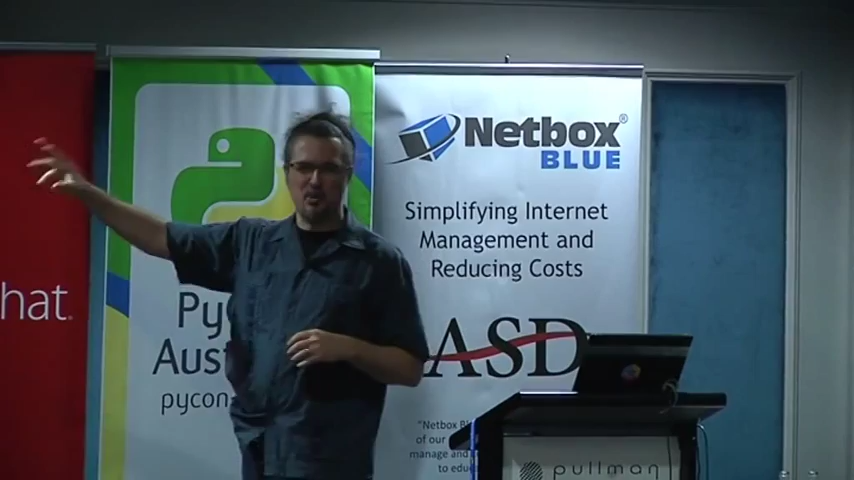 hat.
Py
Aust
pycon
Netbox®
BLUE
Simplifying Internet
Management and
Reducing Costs
ASD
"Netbox
of our
manage and
to
pullman